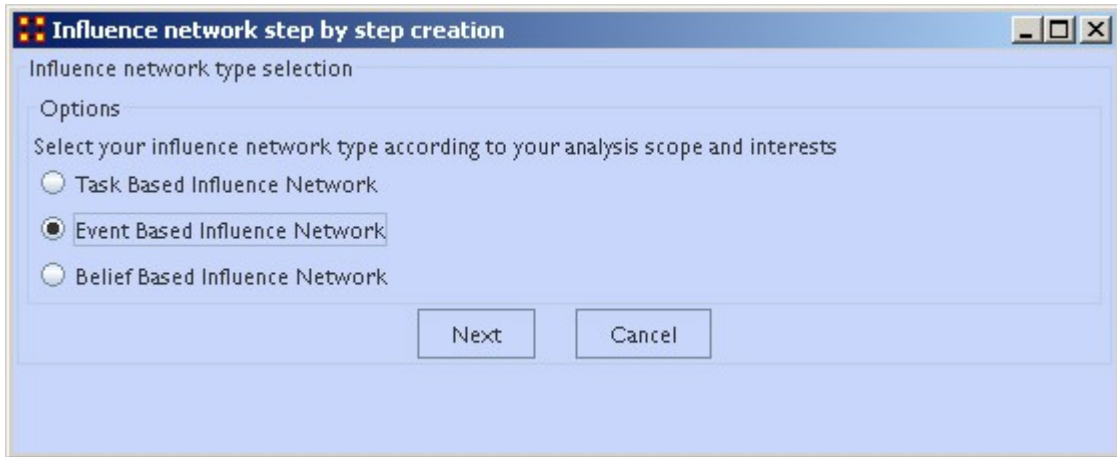 Influence network step by step creation
Influence network type selection
Options
Select your influence network type according to your analysis scope and interests
Task Based Influence Network
Event Based Influence Network
Belief Based Influence Network
Next Cancel